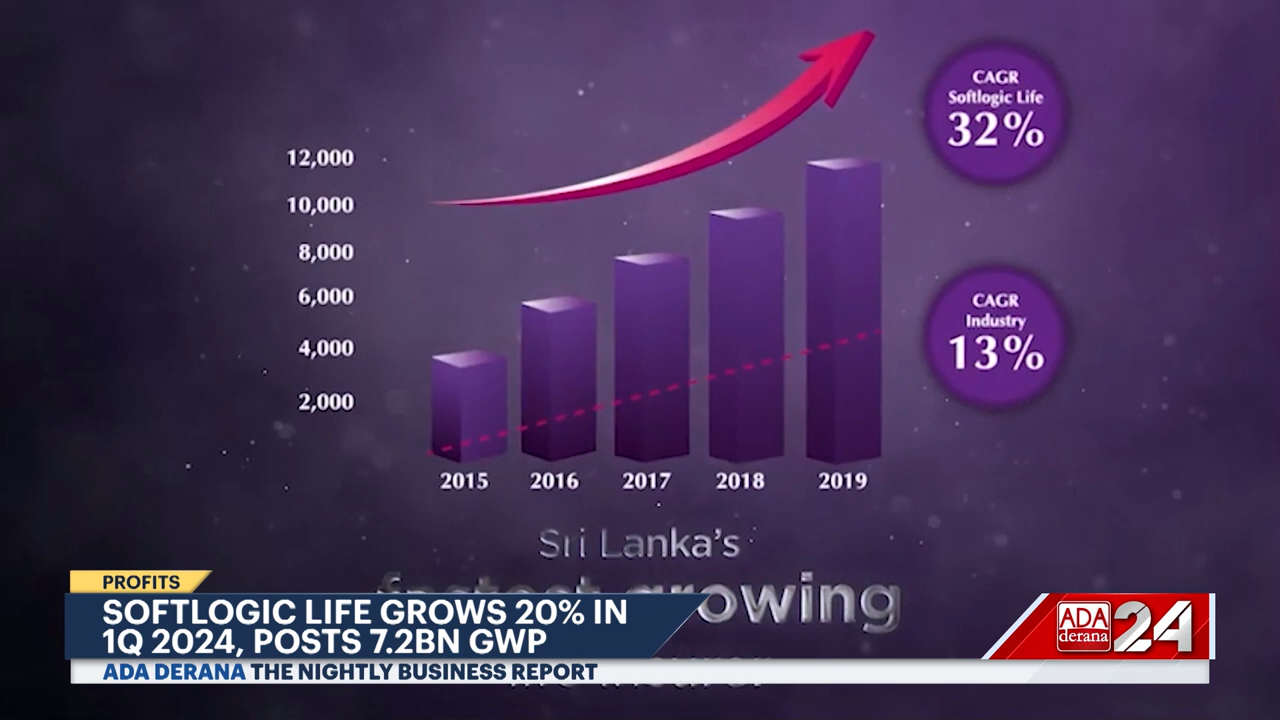 12,000
10,000
8,000
6,000
4,000
2,000
2015 2016 2017 2018 2019
CAGR
Softlogic Life
32%
CAGR
Industry
13%
Sri Lanka's
growing
PROFITS
SOFTLOGIC LIFE GROWS 20% IN
1Q 2024, POSTS 7.2BN GWP
ADA DERANA THE NIGHTLY BUSINESS REPORT
ADA
derana
24